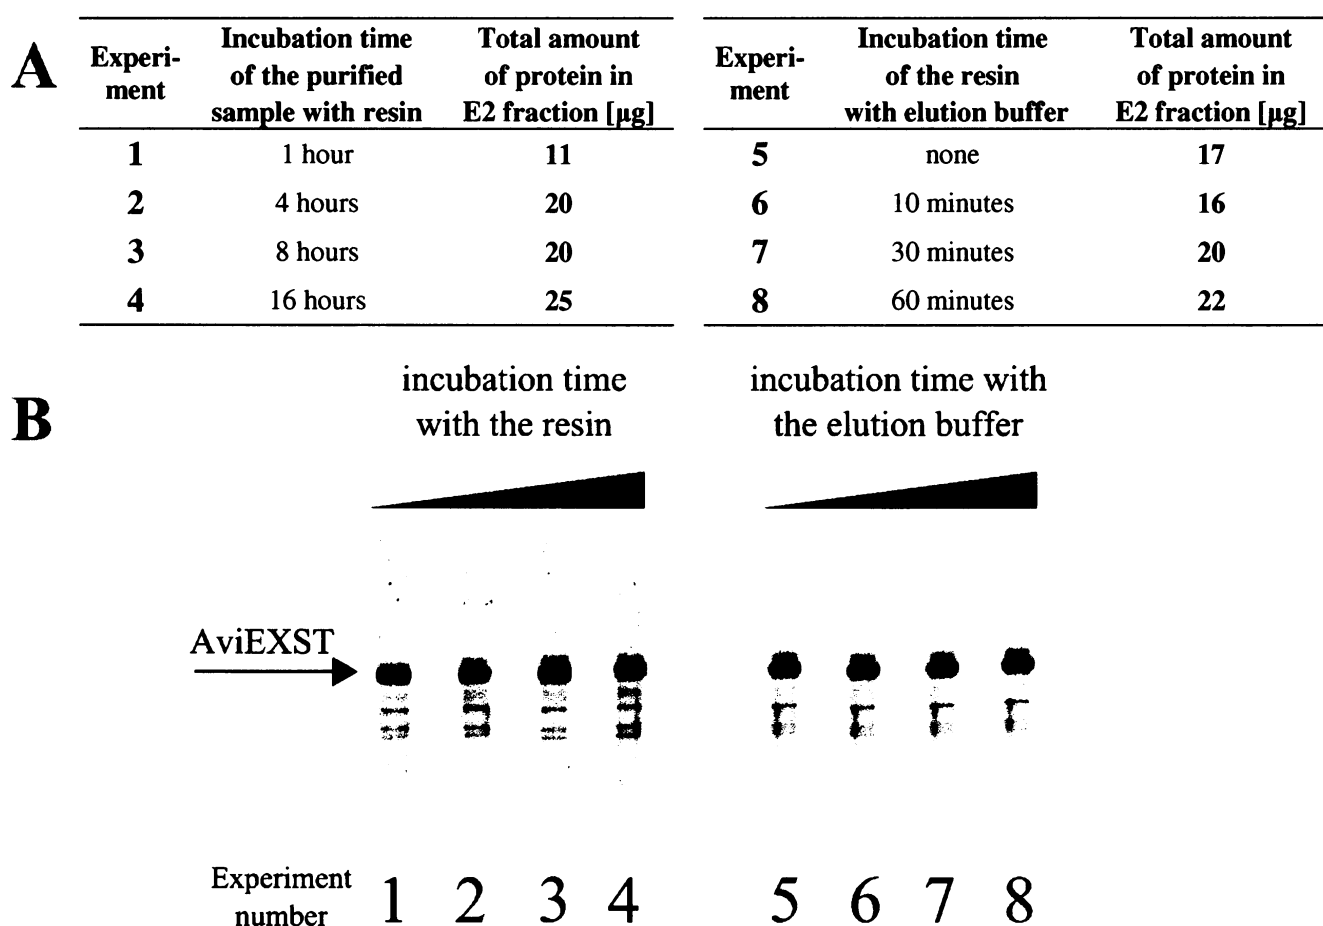 A
Experi-
ment
Incubation time
of the purified
sample with resin
Total amount
of protein in
E2 fraction [µg]
1 1 hour 11
2 4 hours 20
3 8 hours 20
4 16 hours 25
Experi-
ment
Incubation time
of the resin
with elution buffer
Total amount
of protein in
E2 fraction [µg]
5 none 17
6 10 minutes 16
7 30 minutes 20
8 60 minutes 22
B
incubation time
with the resin
incubation time with
the elution buffer
AviEXST
Experiment
number
1 2 3 4 5 6 7 8